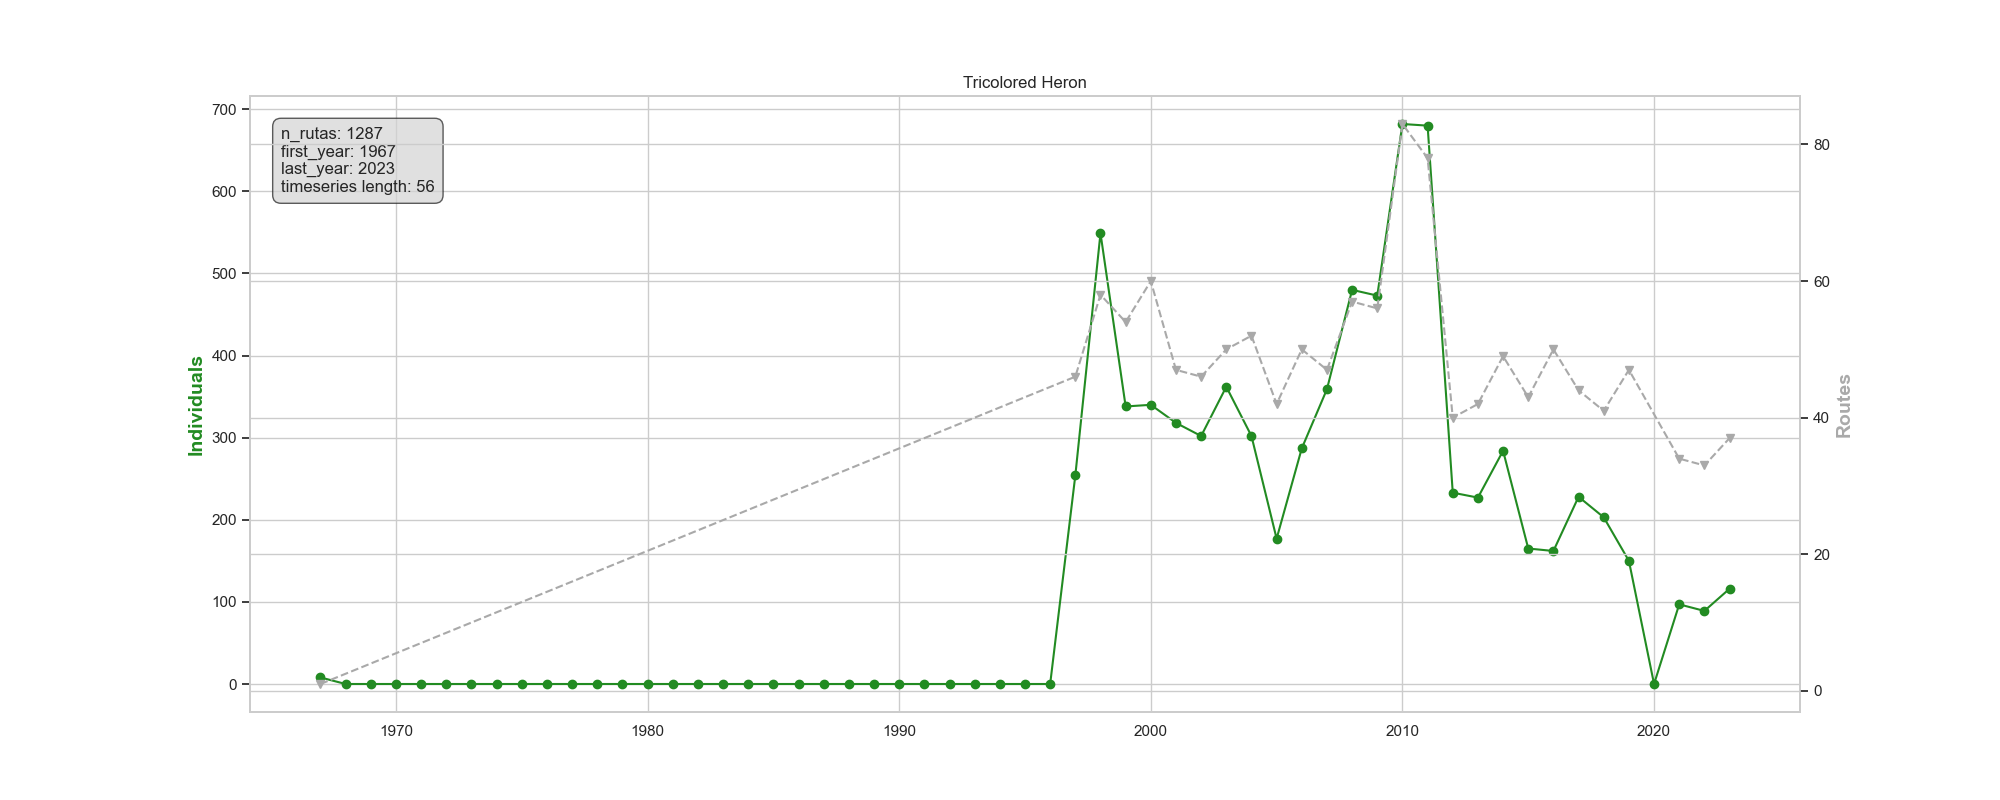 Tricolored Heron
n_rutas: 1287
first_year: 1967
last_year: 2023
timeseries length: 56
Individuals
700
600
500
400
300
200
100
0
80
60
40
20
0
Routes
1970 1980 1990 2000 2010 2020